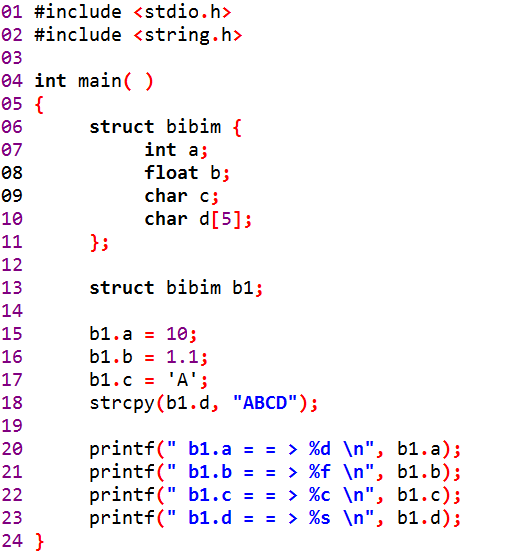 01 #include <stdio.h>
02 #include <string.h>
03
04 int main( )
05 {
06 struct bibim {
07 int a;
08 float b;
09 char c;
10 char d[5];
11 };
12
13 struct bibim b1;
14
15 b1.a = 10;
16 b1.b = 1.1;
17 b1.c = 'A';
18 strcpy(b1.d, "ABCD");
19
20 printf(" b1.a = = > %d \n", b1.a);
21 printf(" b1.b = = > %f \n", b1.b);
22 printf(" b1.c = = > %c \n", b1.c);
23 printf(" b1.d = = > %s \n", b1.d);
24 }